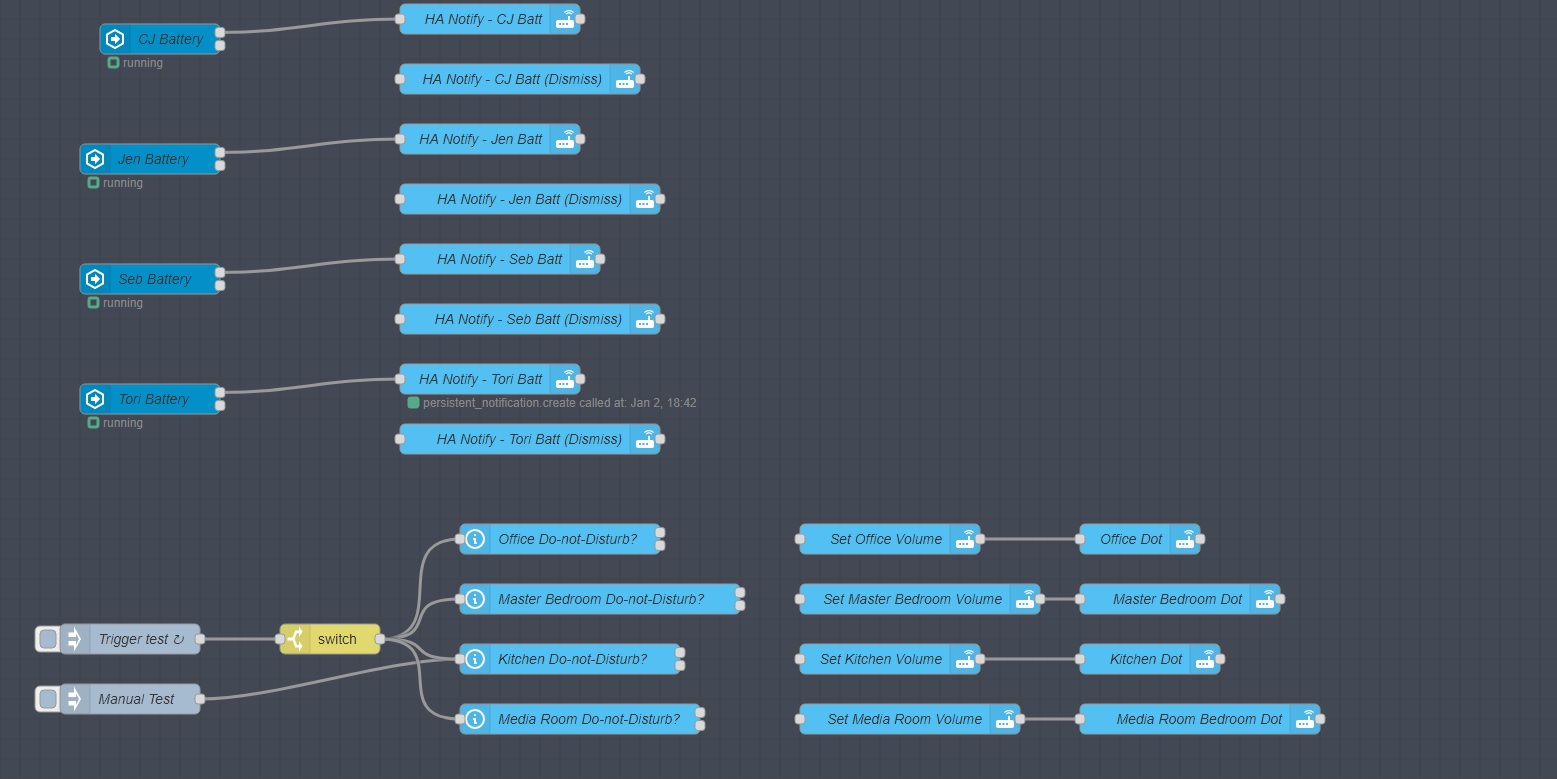 HA Notify - CJ Batt
CJ Battery
running
HA Notify - CJ Batt (Dismiss)
HA Notify - Jen Batt
Jen Battery
running
HA Notify - Jen Batt (Dismiss)
HA Notify - Seb Batt
Seb Battery
running
HA Notify - Seb Batt (Dismiss)
HA Notify - Tori Batt
Tori Battery
persistent_notification.create called at: Jan 2, 18:42
running
HA Notify - Tori Batt (Dismiss)
Office Do-not-Disturb?
Set Office Volume
Office Dot
Master Bedroom Do-not-Disturb?
Set Master Bedroom Volume
Master Bedroom Dot
Trigger test ↻
switch
Kitchen Do-not-Disturb?
Set Kitchen Volume
Kitchen Dot
Manual Test
Media Room Do-not-Disturb?
Set Media Room Volume
Media Room Bedroom Dot